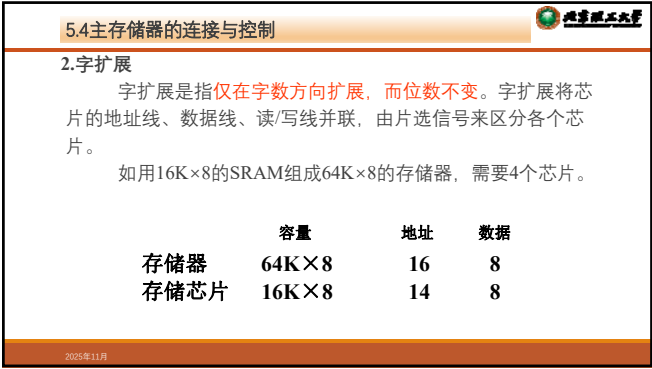 5.4主存储器的连接与控制
北京理工大学
2.字扩展
字扩展是指仅在字数方向扩展，而位数不变。字扩展将芯
片的地址线、数据线、读/写线并联，由片选信号来区分各个芯
片。
如用16K×8的SRAM组成64K×8的存储器，需要4个芯片。
容量 地址 数据
存储器 64K×8 16 8
存储芯片 16K×8 14 8
2025年11月